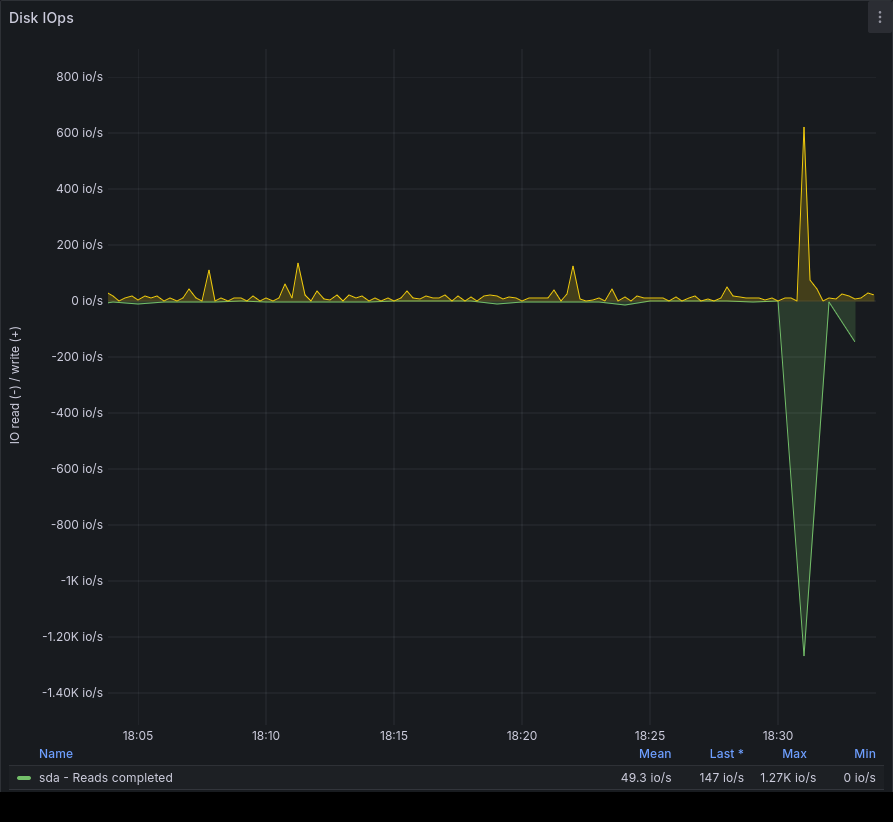 Disk IOps
800 io/s
600 io/s
400 io/s
200 io/s
0 io/s
-200 io/s
-400 io/s
-600 io/s
-800 io/s
-1K io/s
-1.20K io/s
-1.40K io/s
IO read (-) / write (+)
18:05 18:10 18:15 18:20 18:25 18:30
Name Mean Last * Max Min
sda - Reads completed 49.3 io/s 147 io/s 1.27K io/s 0 io/s